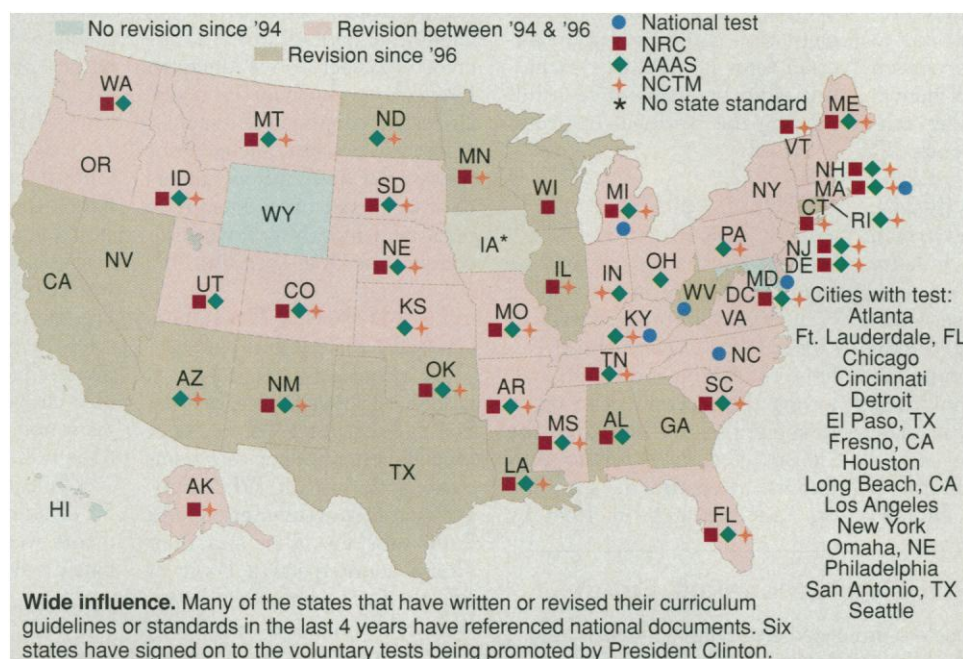 No revision since '94
Revision between '94 & '96
Revision since '96
National test
NRC
AAAS
NCTM
* No state standard
WA
MT
ND
MN
OR
ID
SD
WI
MI
ME
VT
NH
MA
NY
WY
IA*
CT
RI
NE
PA
NJ
DE
NV
CA
UT
CO
KS
IL
IN
OH
MD
WV
DC
MO
KY
VA
AZ
NM
OK
AR
TN
NC
SC
MS
AL
GA
TX
LA
HI
AK
FL
Cities with test:
Atlanta
Ft. Lauderdale, FL
Chicago
Cincinnati
Detroit
El Paso, TX
Fresno, CA
Houston
Long Beach, CA
Los Angeles
New York
Omaha, NE
Philadelphia
San Antonio, TX
Seattle
Wide influence. Many of the states that have written or revised their curriculum
guidelines or standards in the last 4 years have referenced national documents. Six
states have signed on to the voluntary tests being promoted by President Clinton.